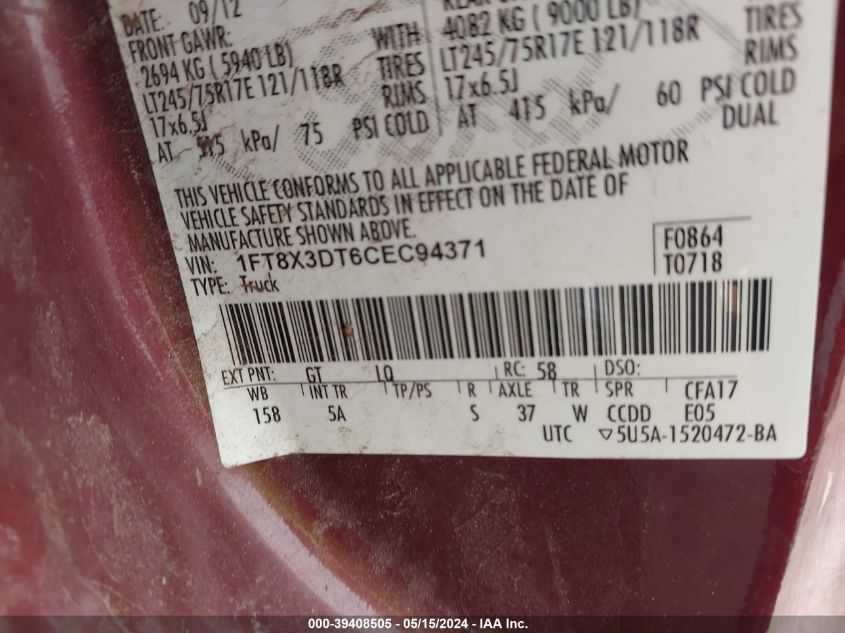 DATE: 09/12
FRONT GAWR:
2694 KG ( 5940 LB) WITH
LT245/75R17E 121/118R TIRES
17x6.5J RIMS
AT 515 kPa/ 75 PSI COLD
4082 KG ( 9000 LB)
LT245/75R17E 121/118R TIRES
17x6.5J RIMS
AT 415 kPa/ 60 PSI COLD
DUAL
THIS VEHICLE CONFORMS TO ALL APPLICABLE FEDERAL MOTOR
VEHICLE SAFETY STANDARDS IN EFFECT ON THE DATE OF
MANUFACTURE SHOWN ABOVE.
VIN: 1FT8X3DT6CEC94371
TYPE: Truck
F0864
T0718
EXT PNT: GT LQ RC: 58 DSO:
WB INT TR TP/PS R AXLE TR SPR CFA17
158 5A S 37 W CCDD E05
UTC ▽5U5A-1520472-BA
000-39408505 - 05/15/2024 - IAA Inc.